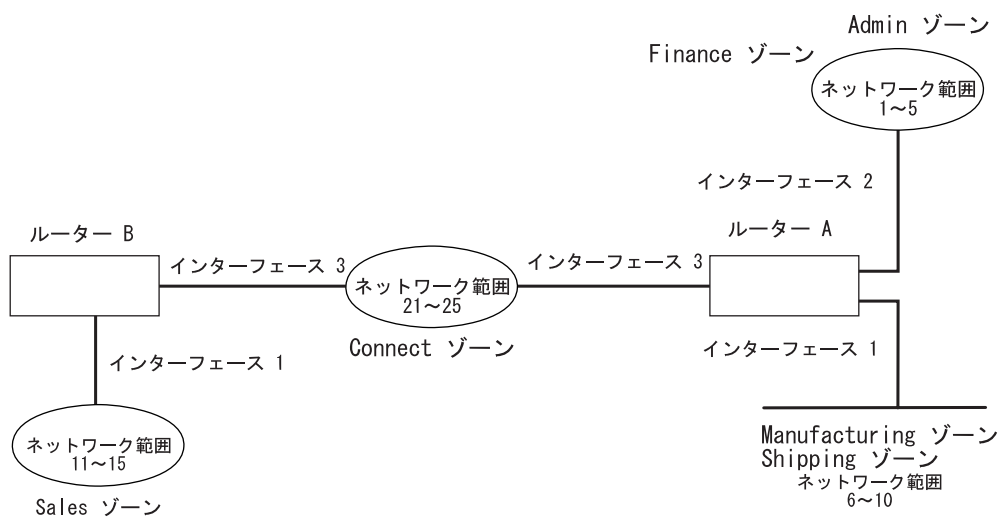 Admin ゾーン
Finance ゾーン
ネットワーク範囲
1～5
インターフェース 2
ルーター B
ルーター A
インターフェース 3
ネットワーク範囲
21～25
インターフェース 3
Connect ゾーン
インターフェース 1
インターフェース 1
ネットワーク範囲
11～15
Sales ゾーン
Manufacturing ゾーン
Shipping ゾーン
ネットワーク範囲
6～10